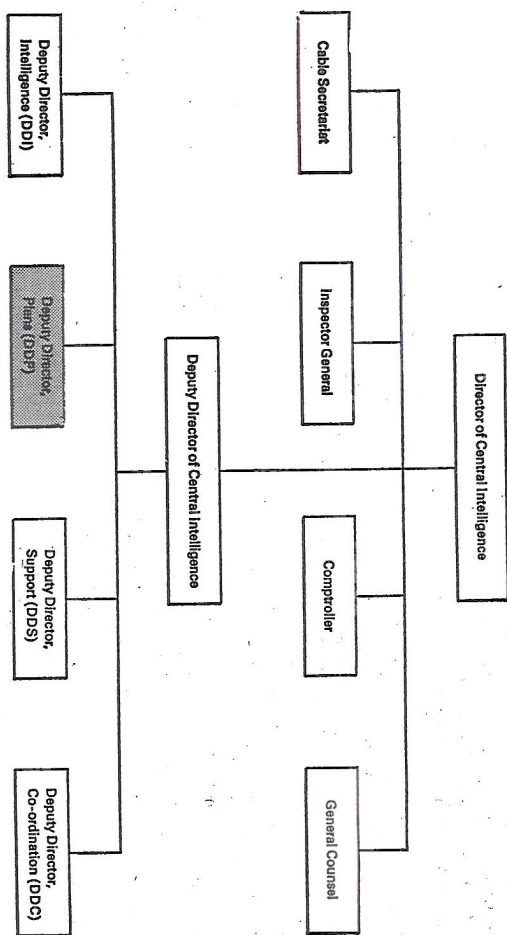 Director of Central Intelligence
Cable Secretariat
Inspector General
Comptroller
General Counsel
Deputy Director of Central Intelligence
Deputy Director,
Intelligence (DDI)
Deputy Director,
Plans (DDP)
Deputy Director,
Support (DDS)
Deputy Director,
Co-ordination (DDC)